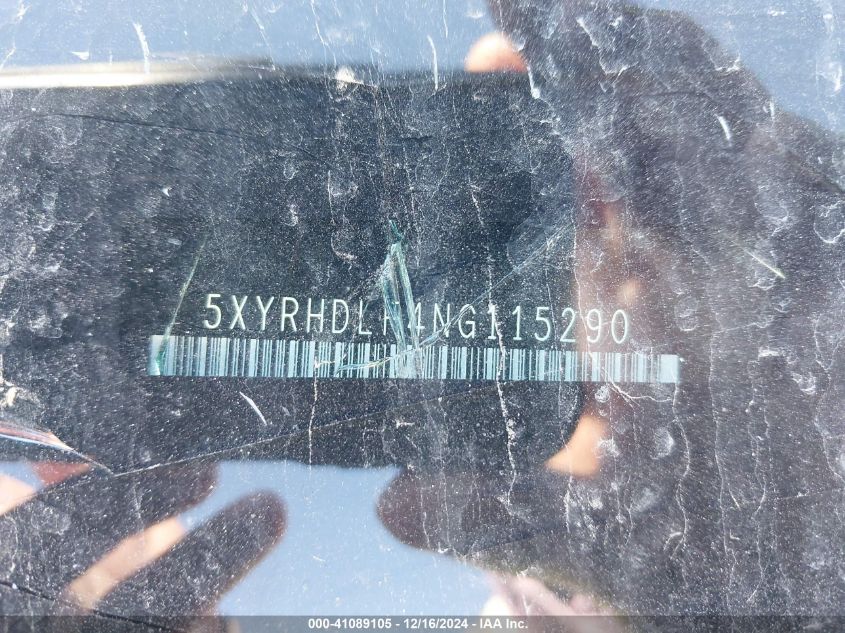 5XYRHDLF4NG115290
000-41089105 - 12/16/2024 - IAA Inc.